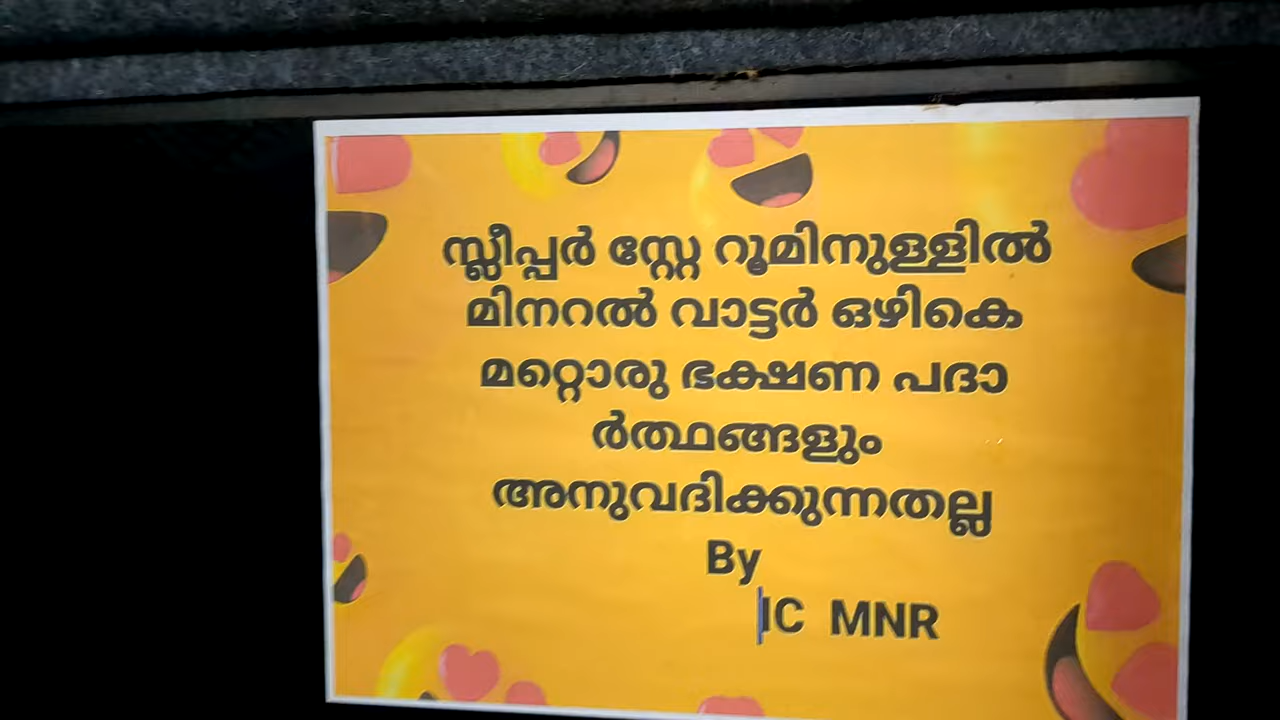 സ്ലീപ്പർ സ്റ്റേ റൂമിനുള്ളിൽ
മിനറൽ വാട്ടർ ഒഴികെ
മറ്റൊരു ഭക്ഷണ പദാ
ർത്ഥങ്ങളും
അനുവദിക്കുന്നതല്ല
By
IC MNR